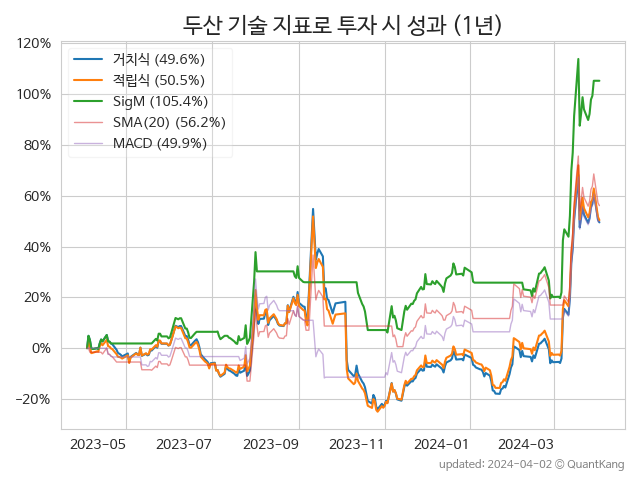 두산 기술 지표로 투자 시 성과 (1년)
120%
100%
80%
60%
40%
20%
0%
−20%
거치식 (49.6%)
적립식 (50.5%)
SigM (105.4%)
SMA(20) (56.2%)
MACD (49.9%)
2023-05 2023-07 2023-09 2023-11 2024-01 2024-03
updated: 2024-04-02 © QuantKang